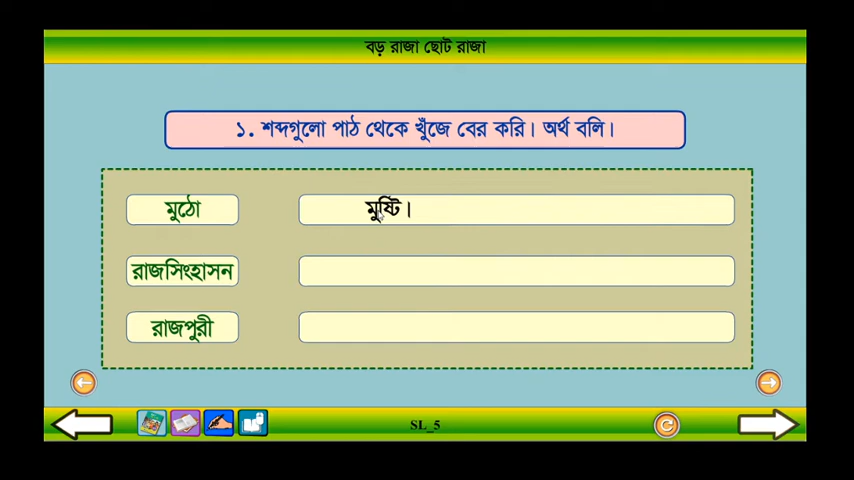 বড় রাজা ছোট রাজা
১. শব্দগুলো পাঠ থেকে খুঁজে বের করি। অর্থ বলি।
মুঠো মুষ্টি।
রাজসিংহাসন
রাজপুরী
SL_5